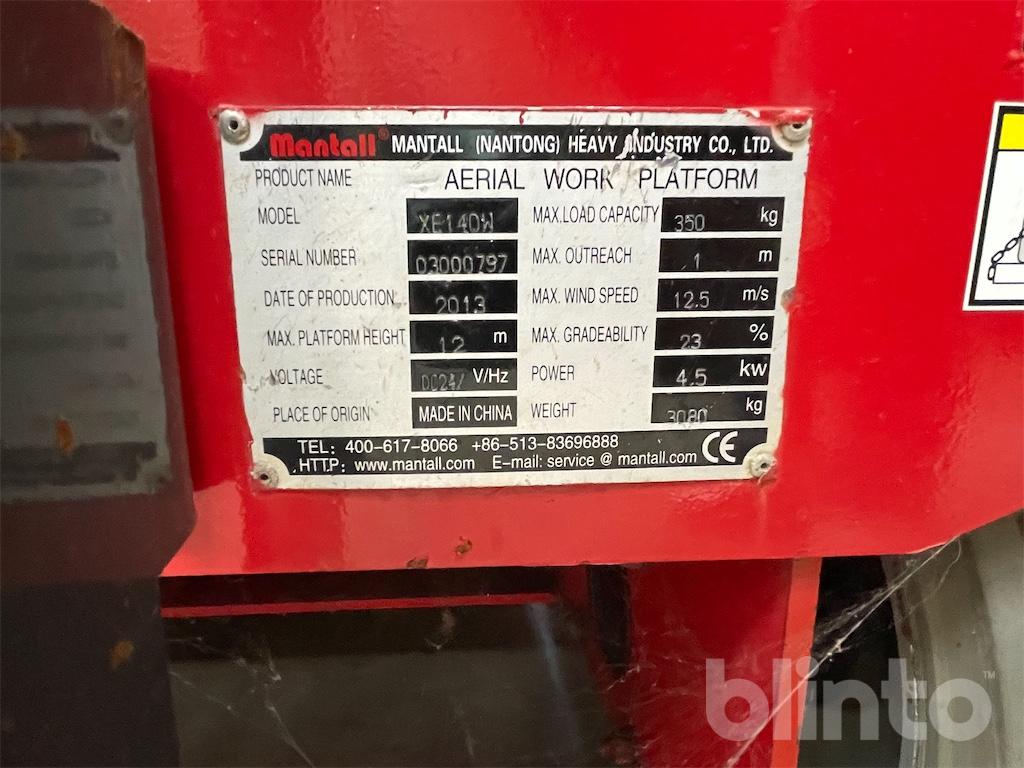 Mantall® MANTALL (NANTONG) HEAVY INDUSTRY CO., LTD.
PRODUCT NAME AERIAL WORK PLATFORM
MODEL XE140W MAX.LOAD CAPACITY 350 kg
SERIAL NUMBER 03000797 MAX. OUTREACH 1 m
DATE OF PRODUCTION 2013 MAX. WIND SPEED 12.5 m/s
MAX. PLATFORM HEIGHT 12 m MAX. GRADEABILITY 23 %
VOLTAGE DC24/ V/Hz POWER 4.5 kw
PLACE OF ORIGIN MADE IN CHINA WEIGHT 3080 kg
TEL: 400-617-8066 +86-513-83696888
HTTP: www.mantall.com E-mail: service @ mantall.com CE
blinto™